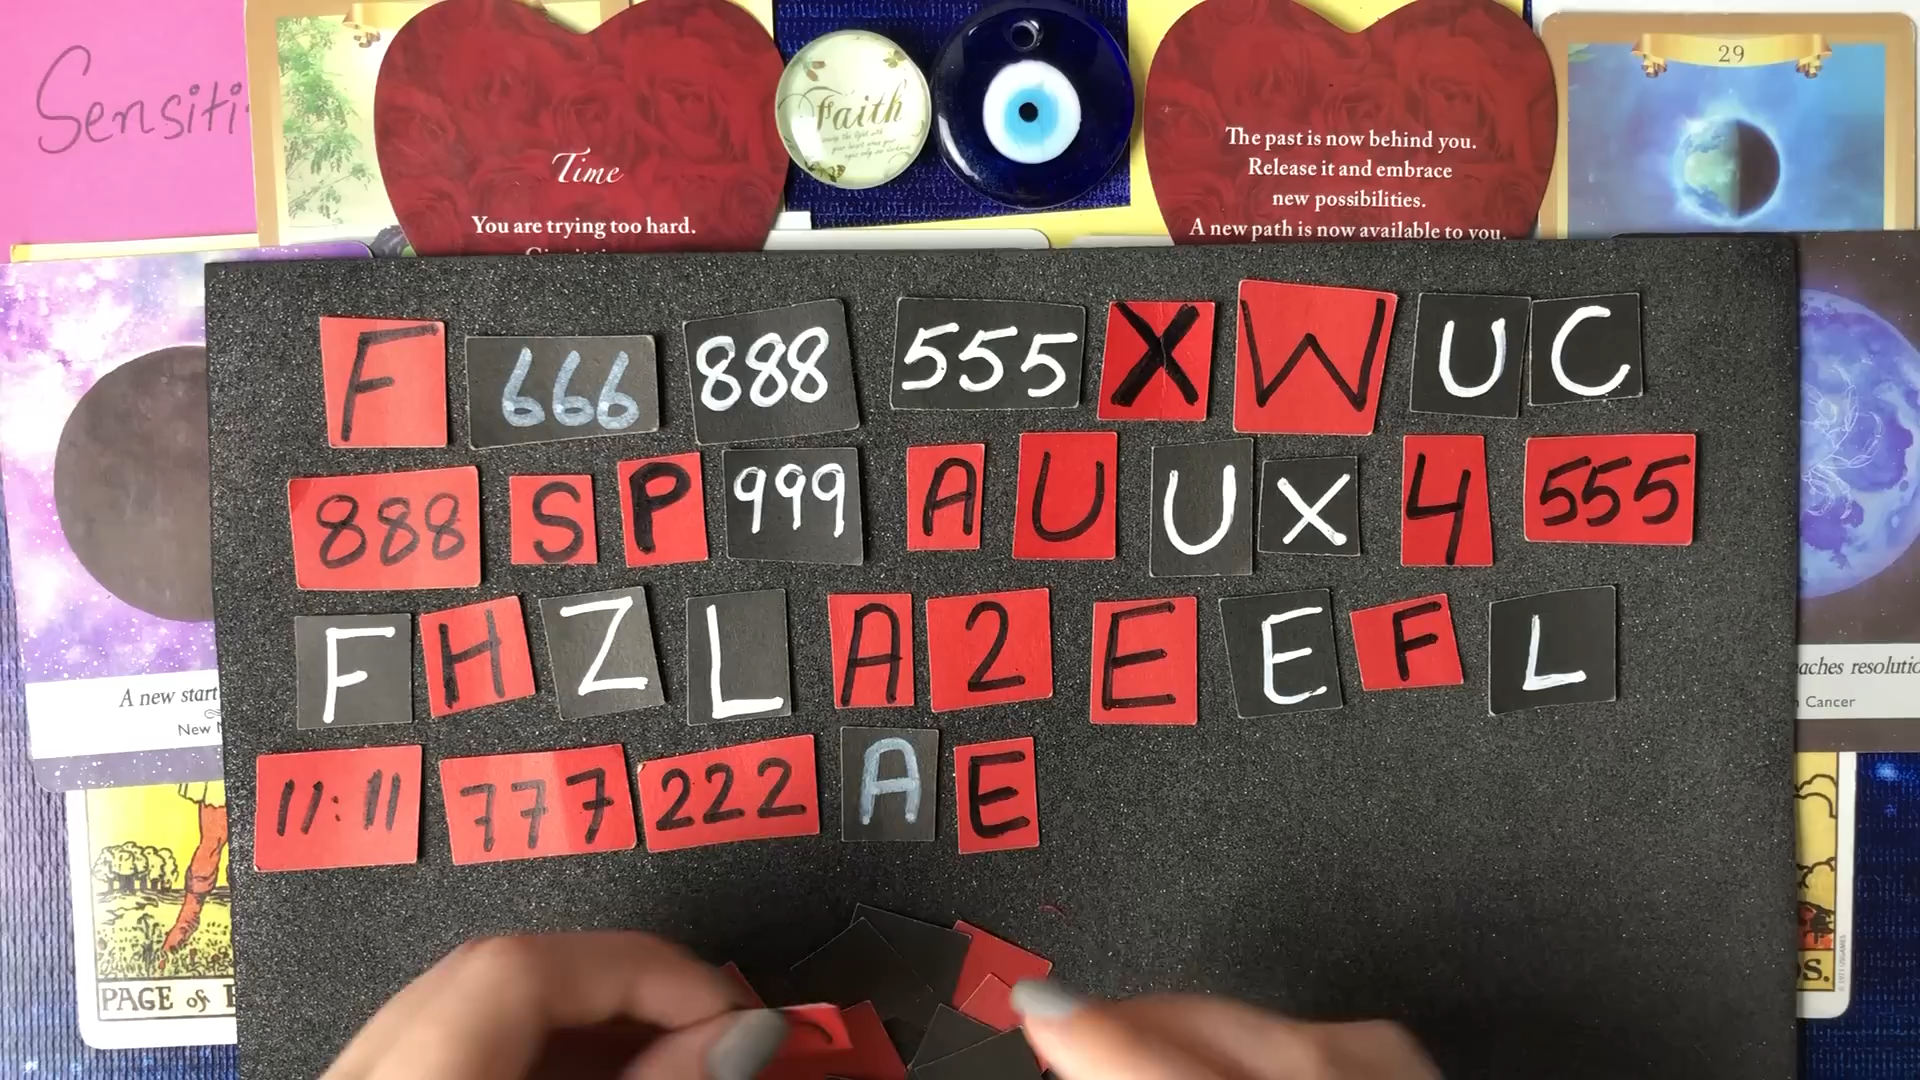 Sensiti
Time
You are trying too hard.
Faith
The past is now behind you.
Release it and embrace
new possibilities.
A new path is now available to you.
29
F 666 888 555 X W U C
888 S P 999 A U U X 4 555
F H Z L A 2 E E F L
11:11 777 222 A E
A new start
New
eaches resolutio
Cancer
PAGE of